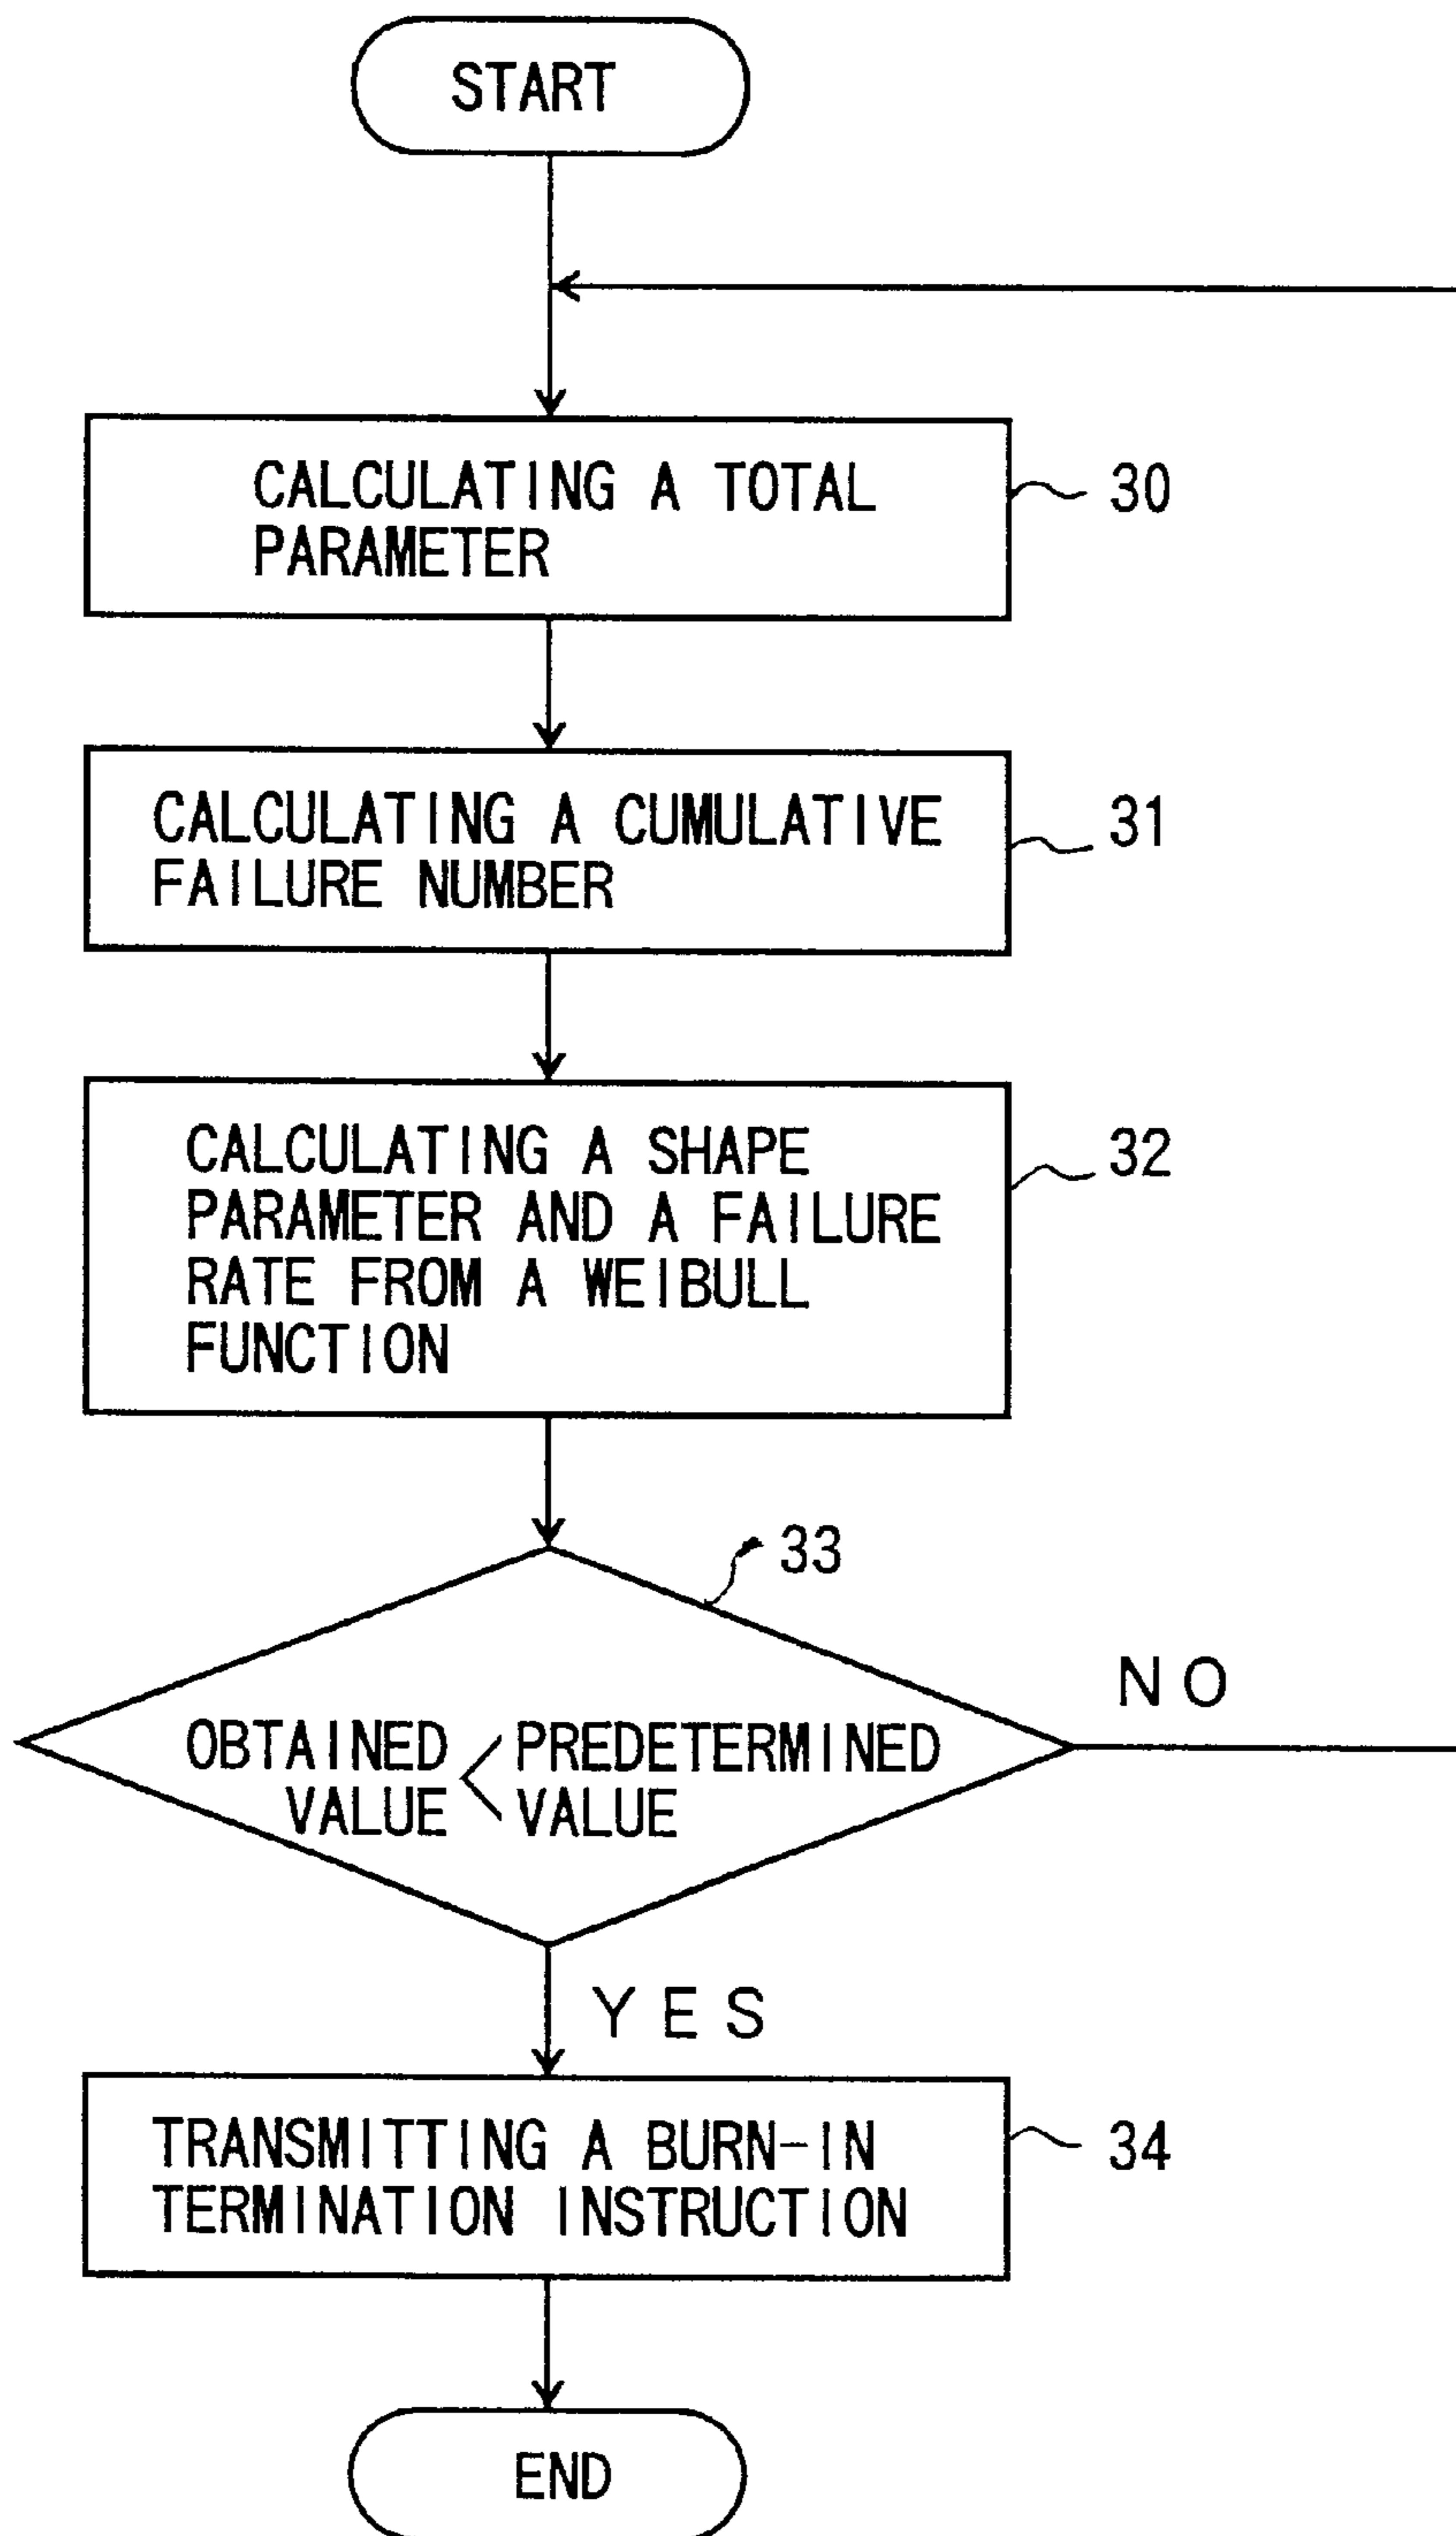 START
CALCULATING A TOTAL
PARAMETER
30
CALCULATING A CUMULATIVE
FAILURE NUMBER
31
CALCULATING A SHAPE
PARAMETER AND A FAILURE
RATE FROM A WEIBULL
FUNCTION
32
33
OBTAINED < PREDETERMINED
VALUE VALUE
NO
YES
TRANSMITTING A BURN-IN
TERMINATION INSTRUCTION
34
END